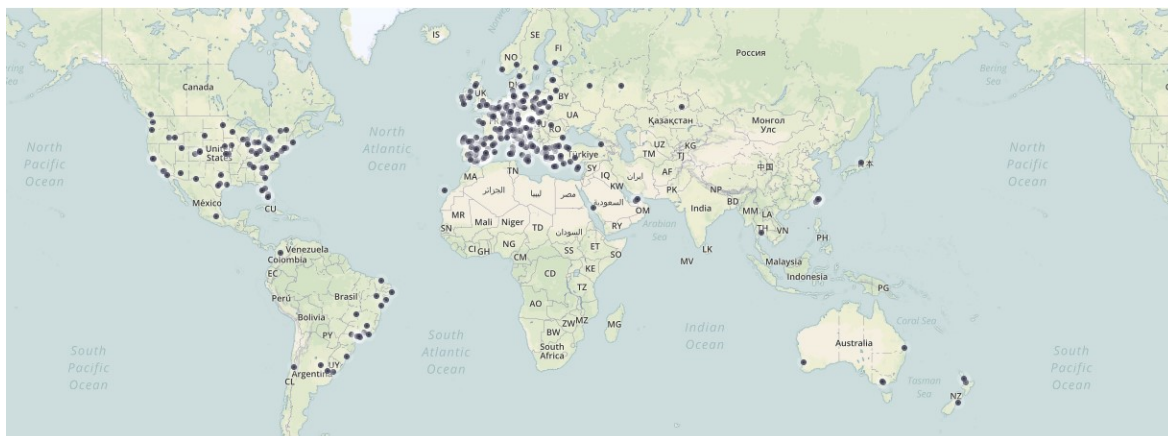 IS
SE
FI
NO
Россия
Bering
Sea
Canada
UK
BY
UA
Қазақстан
Монгол
Улс
RO
North
Pacific
Ocean
North
Atlantic
Ocean
United
States
Türkiye
UZ
KG
TM
TJ
中国
North
Pacific
Ocean
MA
TN
SY
IQ
ایران
AF
KW
PK
NP
México
CU
الجزائر
ليبيا
مصر
السعودية
OM
India
BD
MM
LA
MR
Mali
Niger
TD
السودان
RY
Arabian
Sea
TH
VN
PH
SN
NG
ET
Venezuela
CI
GH
CM
SS
SO
LK
Colombia
MV
Malaysia
EC
CD
KE
Indonesia
Perú
Brasil
TZ
PG
Bolivia
AO
ZW
MZ
MG
PY
BW
Indian
Ocean
Coral Sea
South
Pacific
Ocean
South
Atlantic
Ocean
South
Africa
Australia
South
Pacific
Ocean
UY
CL
Argentina
Tasman
Sea
NZ